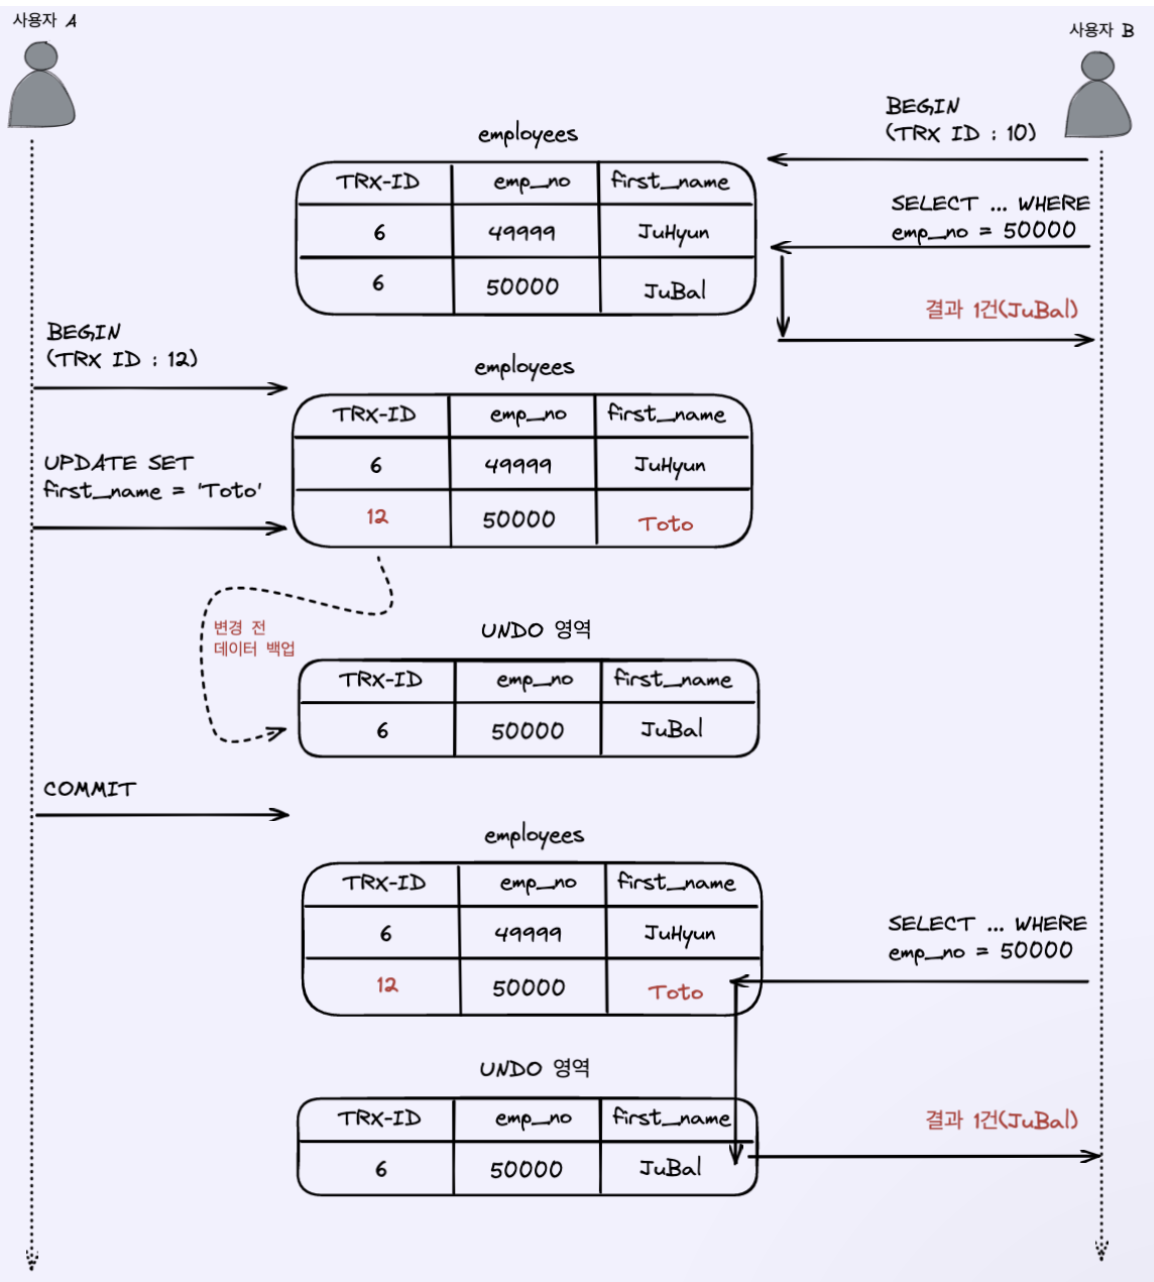 사용자 A
사용자 B
BEGIN
(TRX ID : 10)
employees
TRX-ID emp_no first_name
6 49999 JuHyun
6 50000 JuBal
SELECT ... WHERE
emp_no = 50000
결과 1건(JuBal)
BEGIN
(TRX ID : 12)
employees
TRX-ID emp_no first_name
6 49999 JuHyun
12 50000 Toto
UPDATE SET
first_name = 'Toto'
변경 전
데이터 백업
UNDO 영역
TRX-ID emp_no first_name
6 50000 JuBal
COMMIT
employees
TRX-ID emp_no first_name
6 49999 JuHyun
12 50000 Toto
SELECT ... WHERE
emp_no = 50000
UNDO 영역
TRX-ID emp_no first_name
6 50000 JuBal
결과 1건(JuBal)